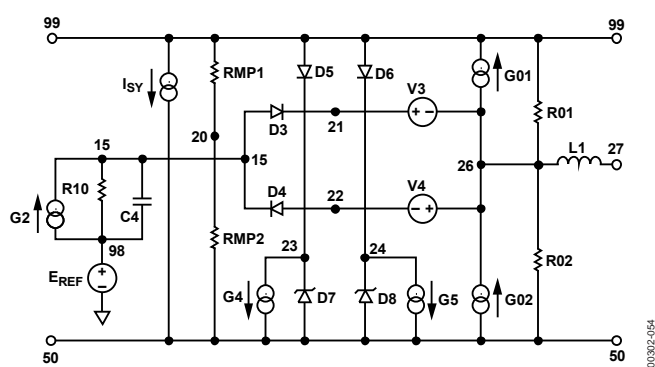 99
99
ISY
RMP1
D5
D6
G01
V3
+ −
R01
D3
21
20
15
15
L1
27
26
R10
C4
G2
D4
22
V4
− +
98
RMP2
23
24
R02
EREF
+
−
G4
D7
D8
G5
G02
50
50
00302-054